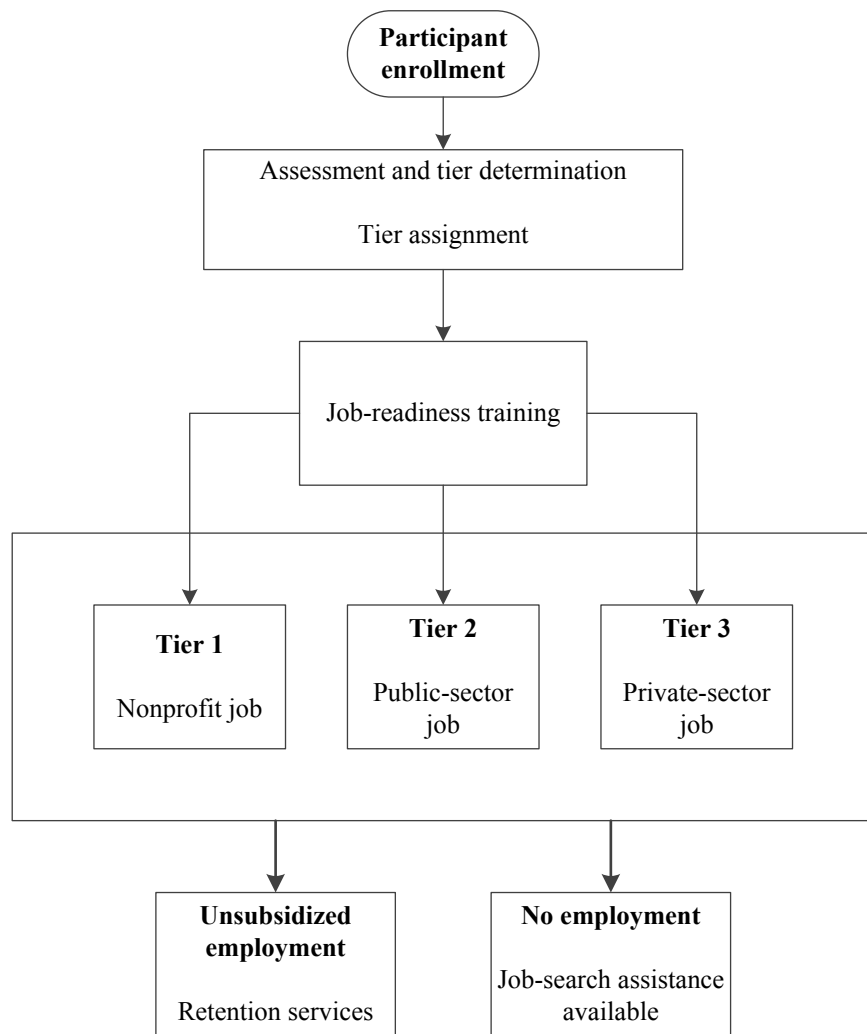 Participant
enrollment
Assessment and tier determination
Tier assignment
Job-readiness training
Tier 1
Nonprofit job
Tier 2
Public-sector
job
Tier 3
Private-sector
job
Unsubsidized
employment
Retention services
No employment
Job-search assistance
available